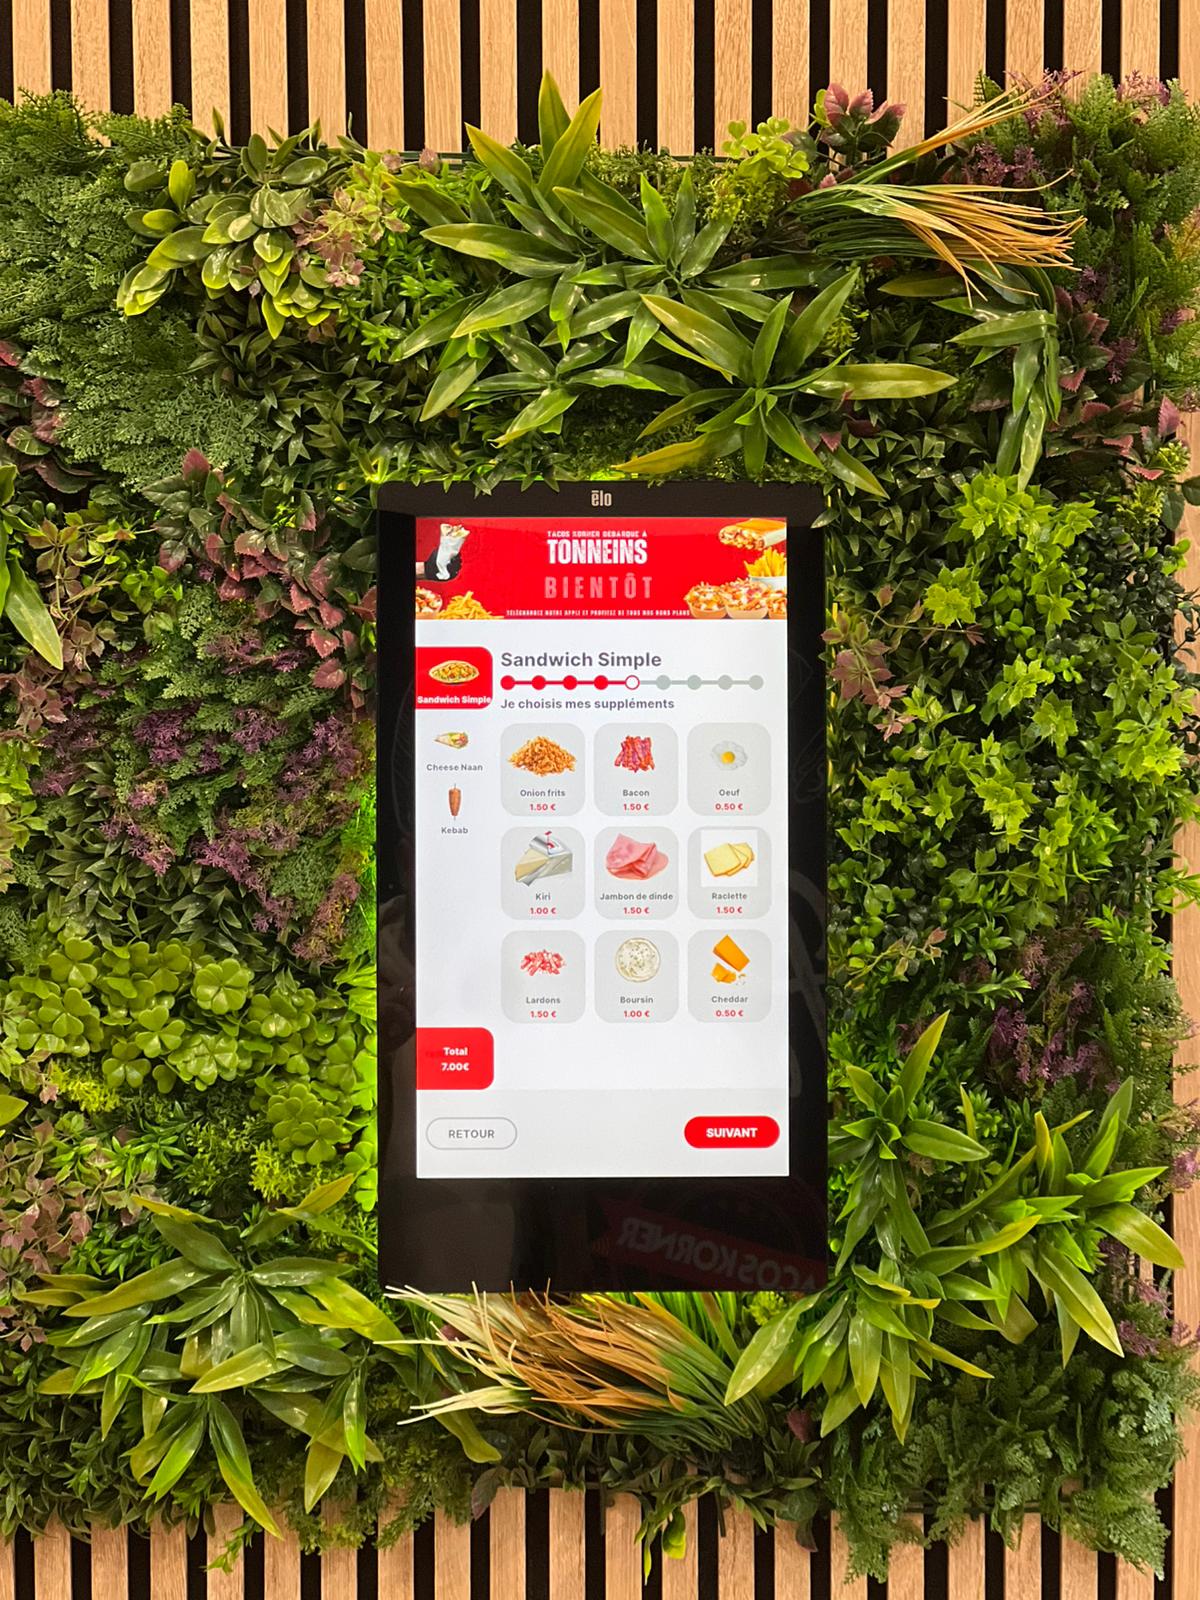 ēlo
TACOS KORNER DÉBARQUE À
TONNEINS
BIENTÔT
TÉLÉCHARGEZ NOTRE APPLI ET PROFITEZ DE TOUS NOS BONS PLANS
Sandwich Simple
Sandwich Simple
Je choisis mes suppléments
Cheese Naan
Kebab
Onion frits
1.50 €
Bacon
1.50 €
Oeuf
0.50 €
Kiri
1.00 €
Jambon de dinde
1.50 €
Raclette
1.50 €
Lardons
1.50 €
Boursin
1.00 €
Cheddar
0.50 €
Total
7.00€
RETOUR
SUIVANT
TACOS KORNER